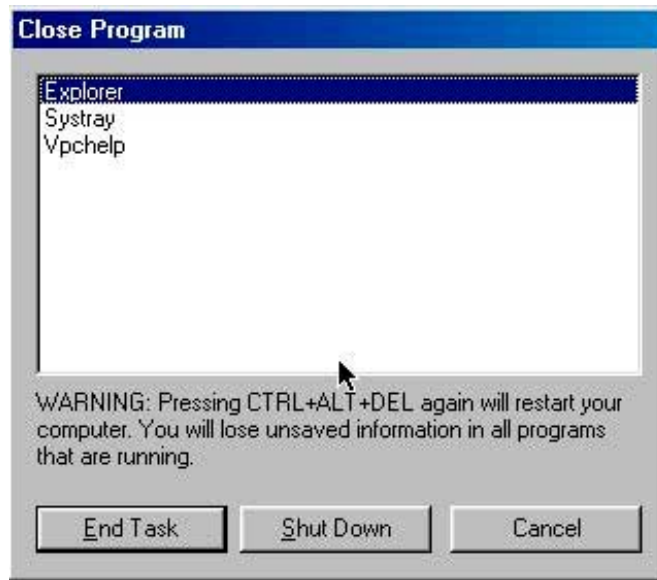 Close Program
Explorer
Systray
Vpchelp
WARNING: Pressing CTRL+ALT+DEL again will restart your
computer. You will lose unsaved information in all programs
that are running.
End Task Shut Down Cancel